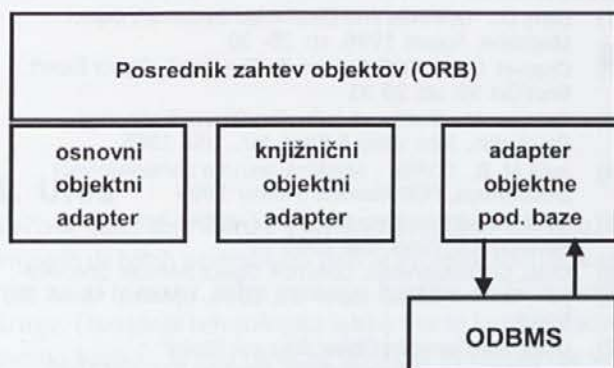 Posrednik zahtev objektov (ORB)
osnovni
objektni
adapter
knjižnični
objektni
adapter
adapter
objektne
pod. baze
ODBMS